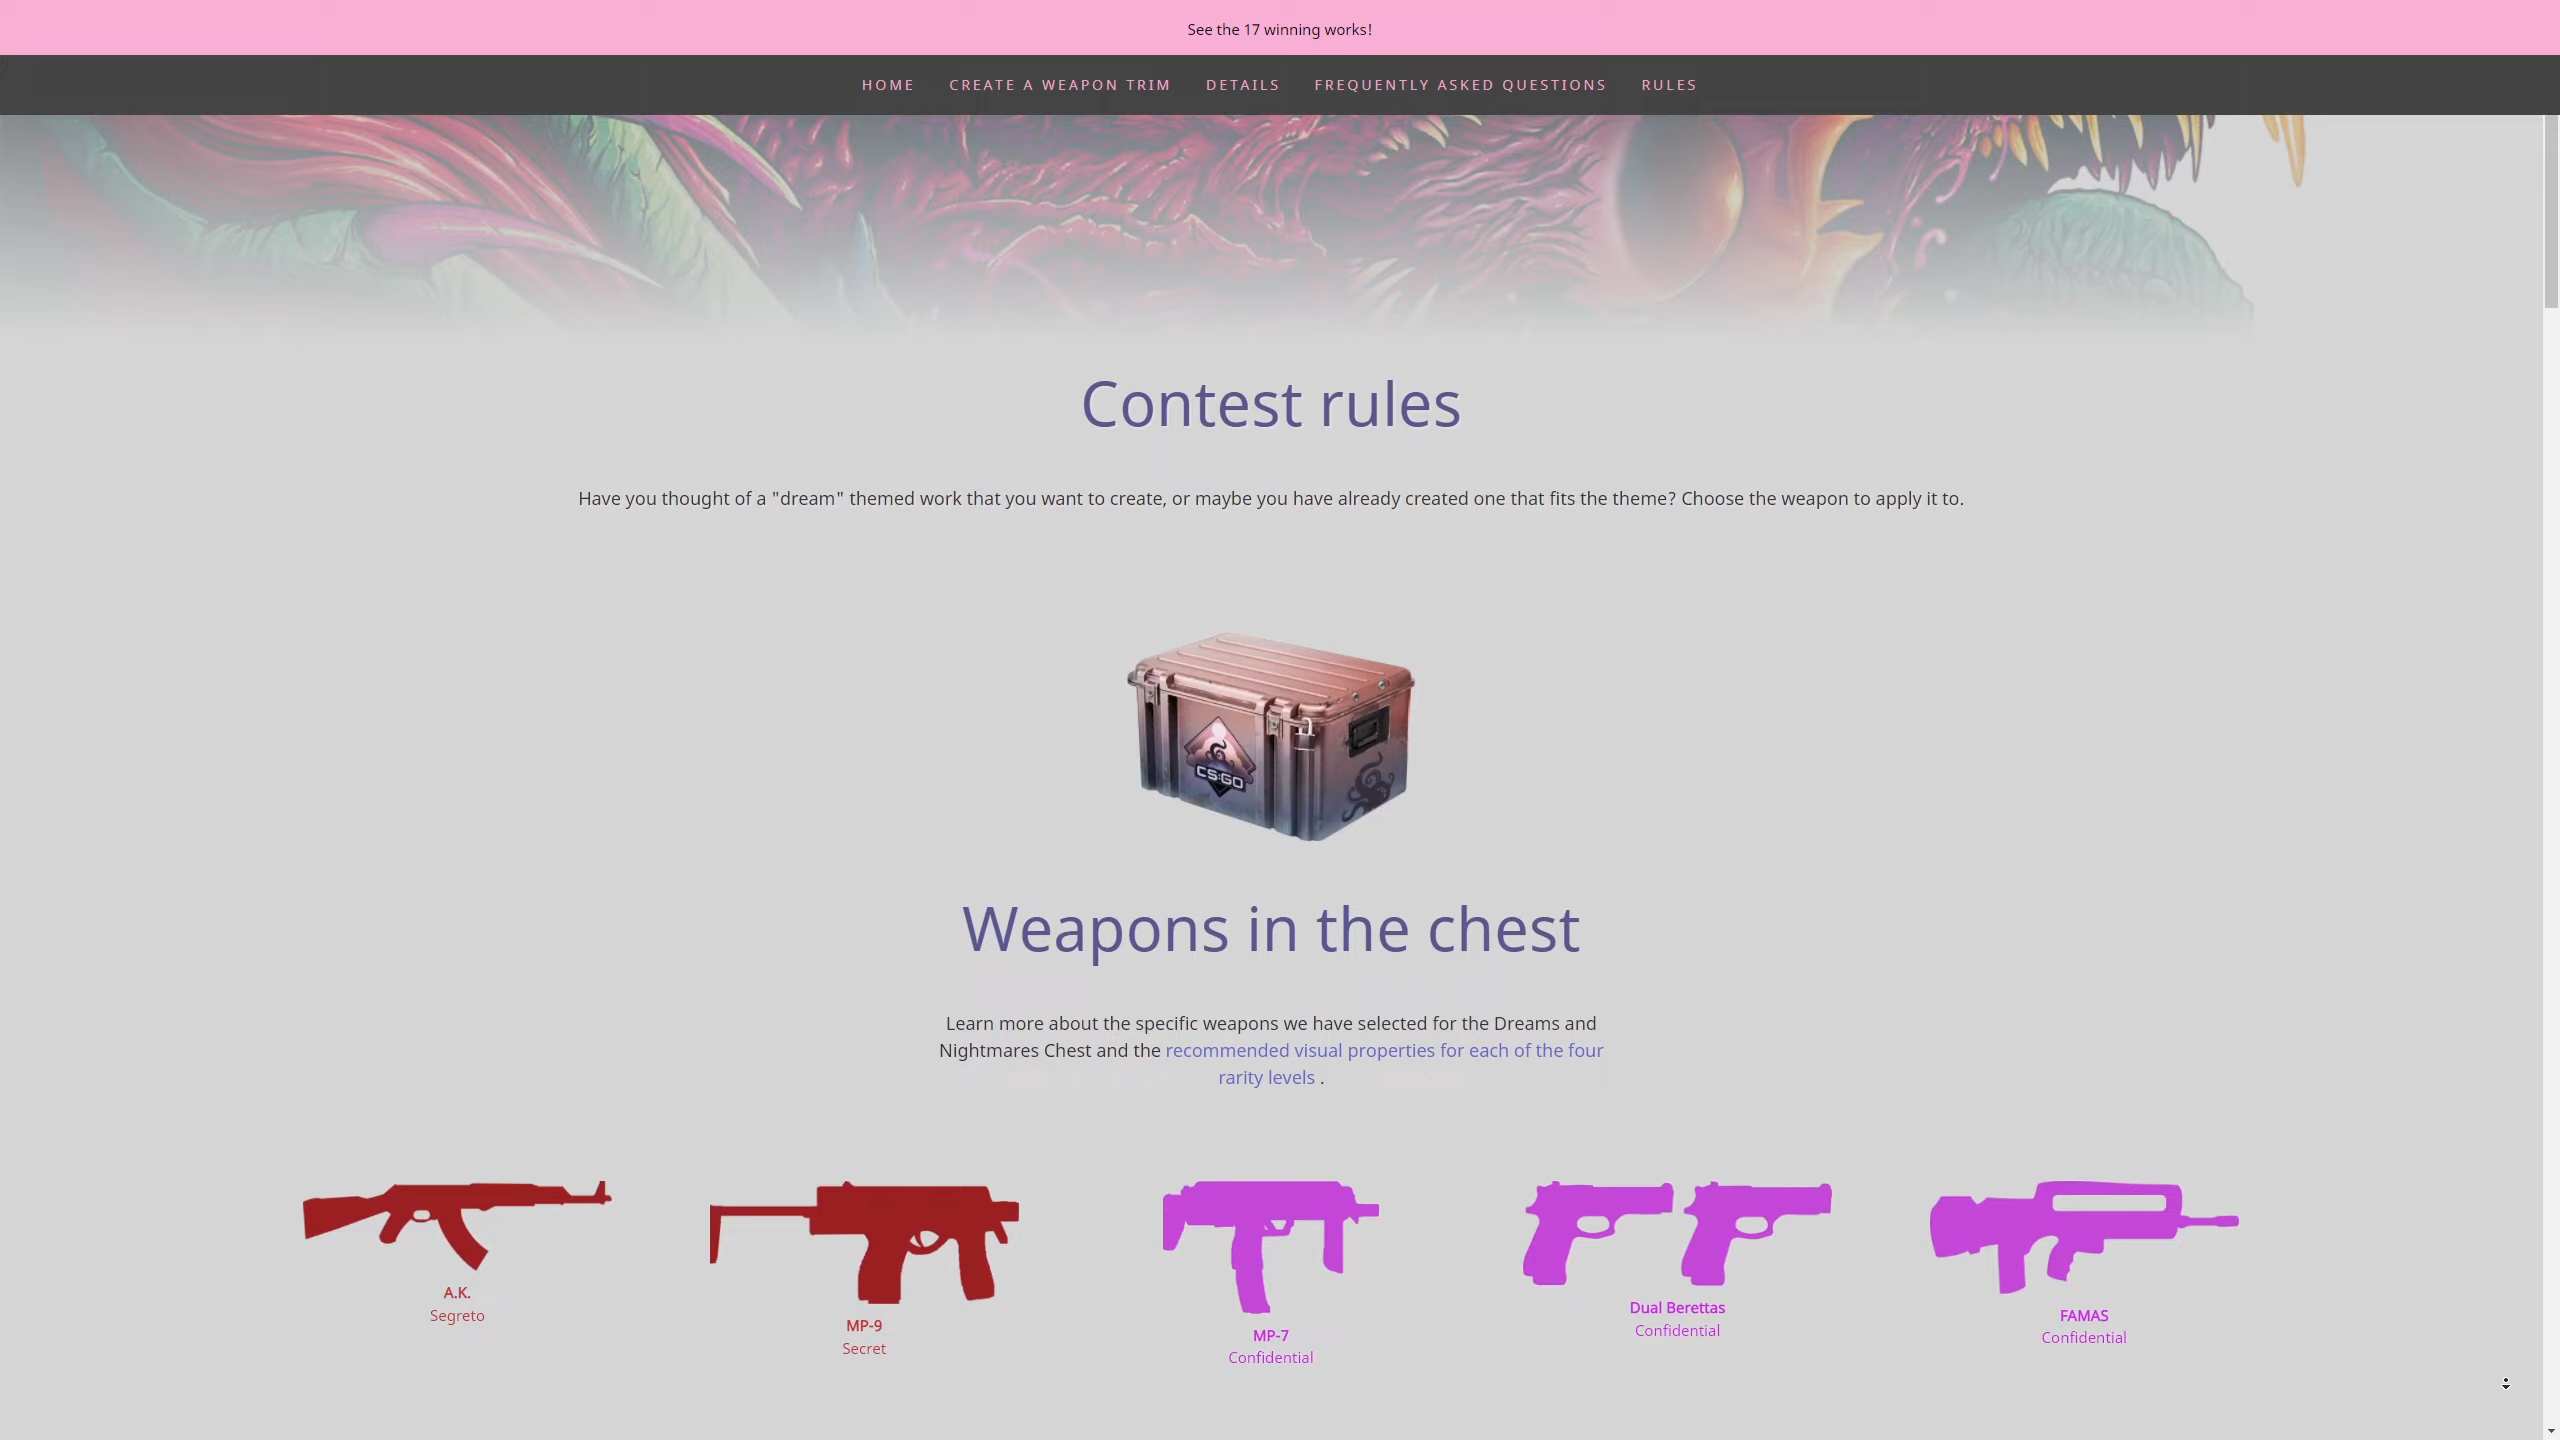 See the 17 winning works!
HOME CREATE A WEAPON TRIM DETAILS FREQUENTLY ASKED QUESTIONS RULES
Contest rules
Have you thought of a "dream" themed work that you want to create, or maybe you have already created one that fits the theme? Choose the weapon to apply it to.
CS:GO
Weapons in the chest
Learn more about the specific weapons we have selected for the Dreams and
Nightmares Chest and the recommended visual properties for each of the four
rarity levels .
A.K.
Segreto
MP-9
Secret
MP-7
Confidential
Dual Berettas
Confidential
FAMAS
Confidential